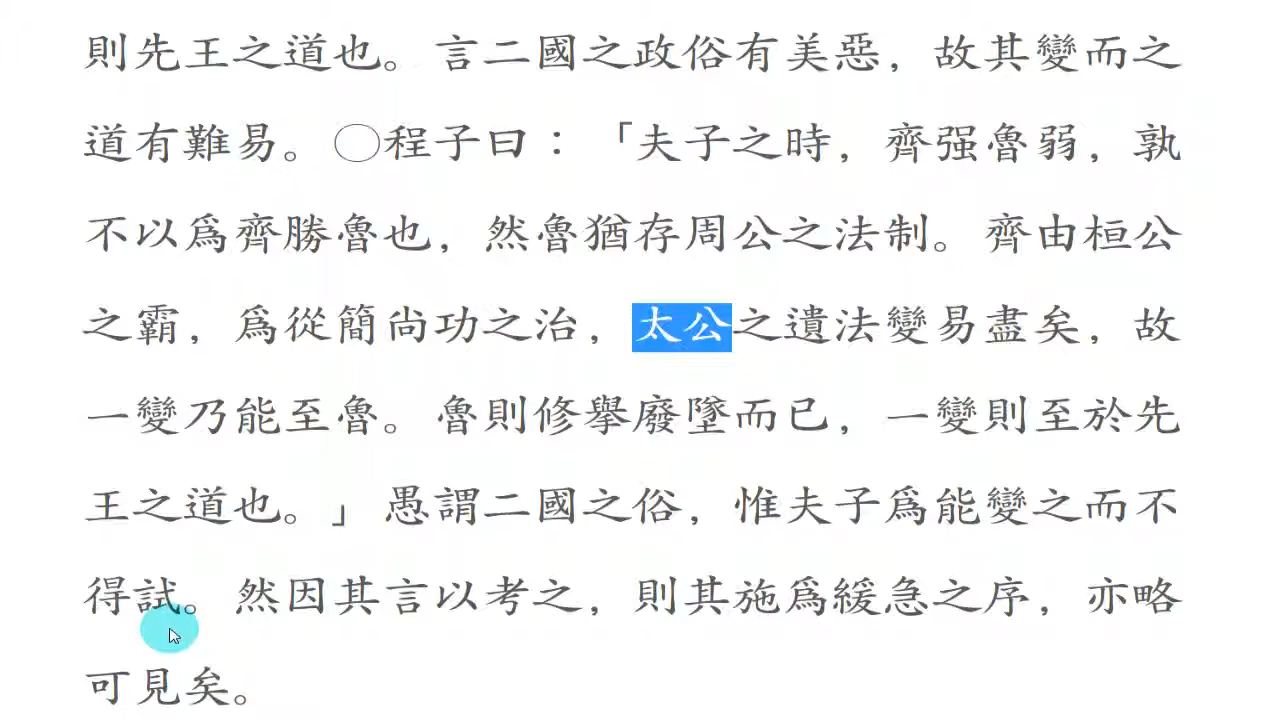 則先王之道也。言二國之政俗有美惡，故其變而之
道有難易。○程子曰：「夫子之時，齊强魯弱，孰
不以爲齊勝魯也，然魯猶存周公之法制。齊由桓公
之霸，爲從簡尚功之治，太公之遺法變易盡矣，故
一變乃能至魯。魯則修舉廢墜而已，一變則至於先
王之道也。」愚謂二國之俗，惟夫子爲能變之而不
得試。然因其言以考之，則其施爲緩急之序，亦略
可見矣。